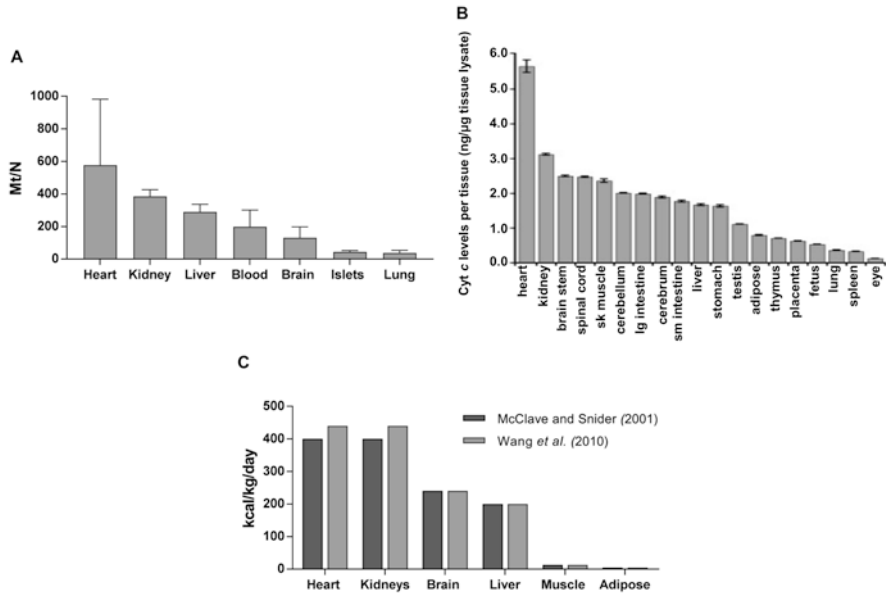 A
Mt/N
1000
800
600
400
200
0
Heart Kidney Liver Blood Brain Islets Lung
B
Cyt c levels per tissue (ng/µg tissue lysate)
6.0
5.0
4.0
3.0
2.0
1.0
0.0
heart
kidney
brain stem
spinal cord
sk muscle
cerebellum
lg intestine
cerebrum
sm intestine
liver
stomach
testis
adipose
thymus
placenta
fetus
lung
spleen
eye
C
kcal/kg/day
500
400
300
200
100
0
McClave and Snider (2001)
Wang et al. (2010)
Heart Kidneys Brain Liver Muscle Adipose